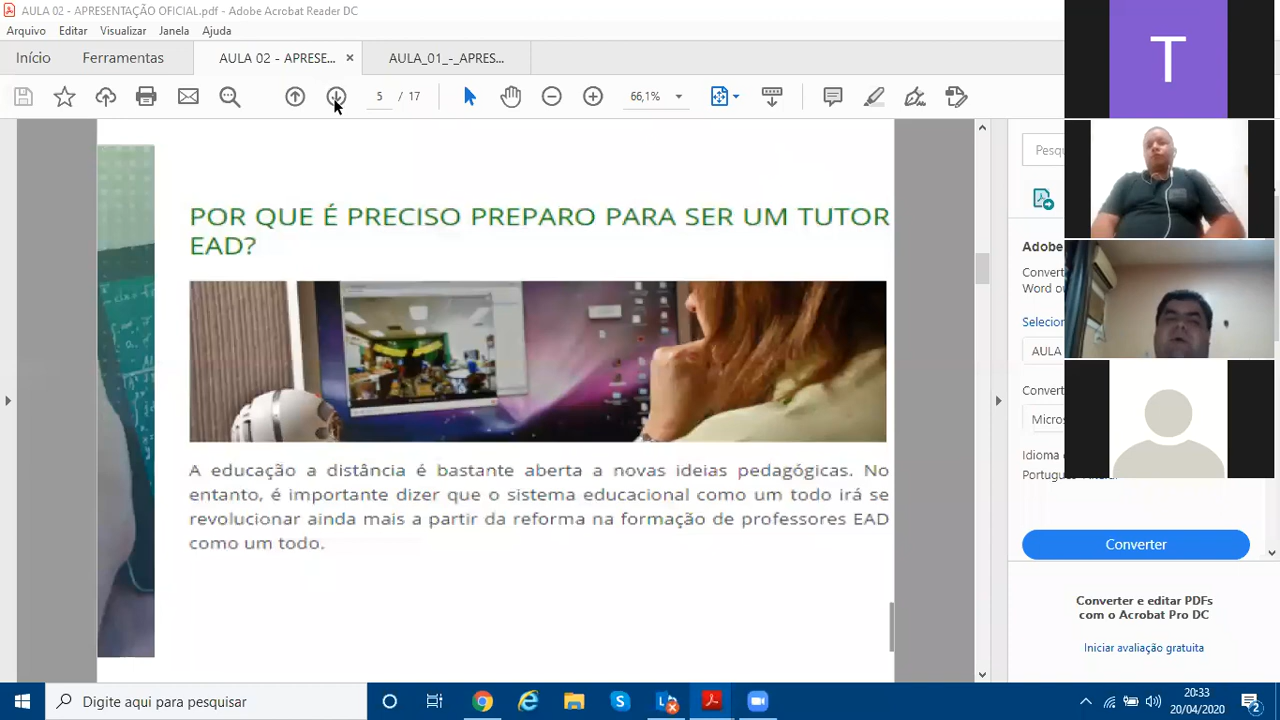 AULA 02 - APRESENTAÇÃO OFICIAL.pdf - Adobe Acrobat Reader DC
Arquivo Editar Visualizar Janela Ajuda
Início Ferramentas AULA 02 - APRESE... × AULA_01_-_APRES...
5 / 17 66,1%
T
Pesqu
POR QUE É PRECISO PREPARO PARA SER UM TUTOR
EAD?
A educação a distância é bastante aberta a novas ideias pedagógicas. No
entanto, é importante dizer que o sistema educacional como um todo irá se
revolucionar ainda mais a partir da reforma na formação de professores EAD
como um todo.
Adobe
Convert
Word ou
Selecior
AULA
Convert
Micros
Idioma d
Converter
Converter e editar PDFs
com o Acrobat Pro DC
Iniciar avaliação gratuita
Digite aqui para pesquisar
20:33
20/04/2020
2